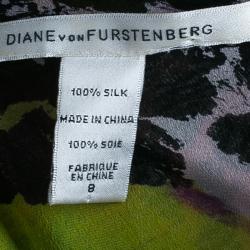 DIANE VON FURSTENBERG
100% SILK
MADE IN CHINA
100% SOIE
FABRIQUE
EN CHINE
8